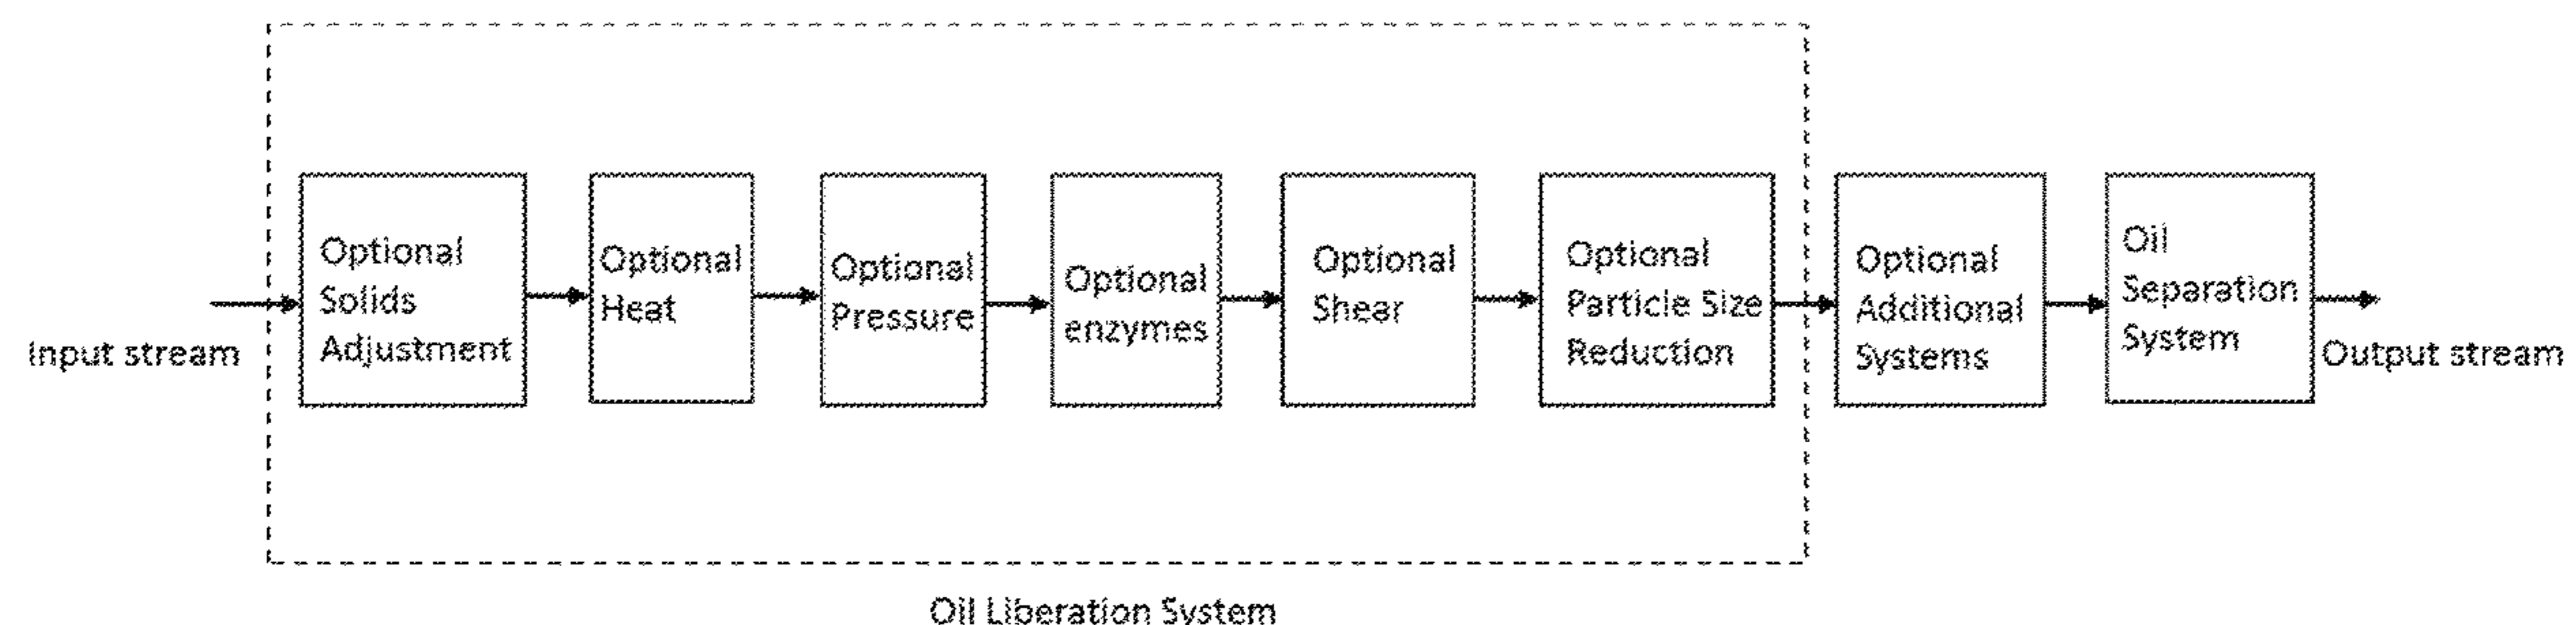 Input stream
Optional
Solids
Adjustment
Optional
Heat
Optional
Pressure
Optional
enzymes
Optional
Shear
Optional
Particle Size
Reduction
Optional
Additional
Systems
Oil
Separation
System
Output stream
Oil Liberation System